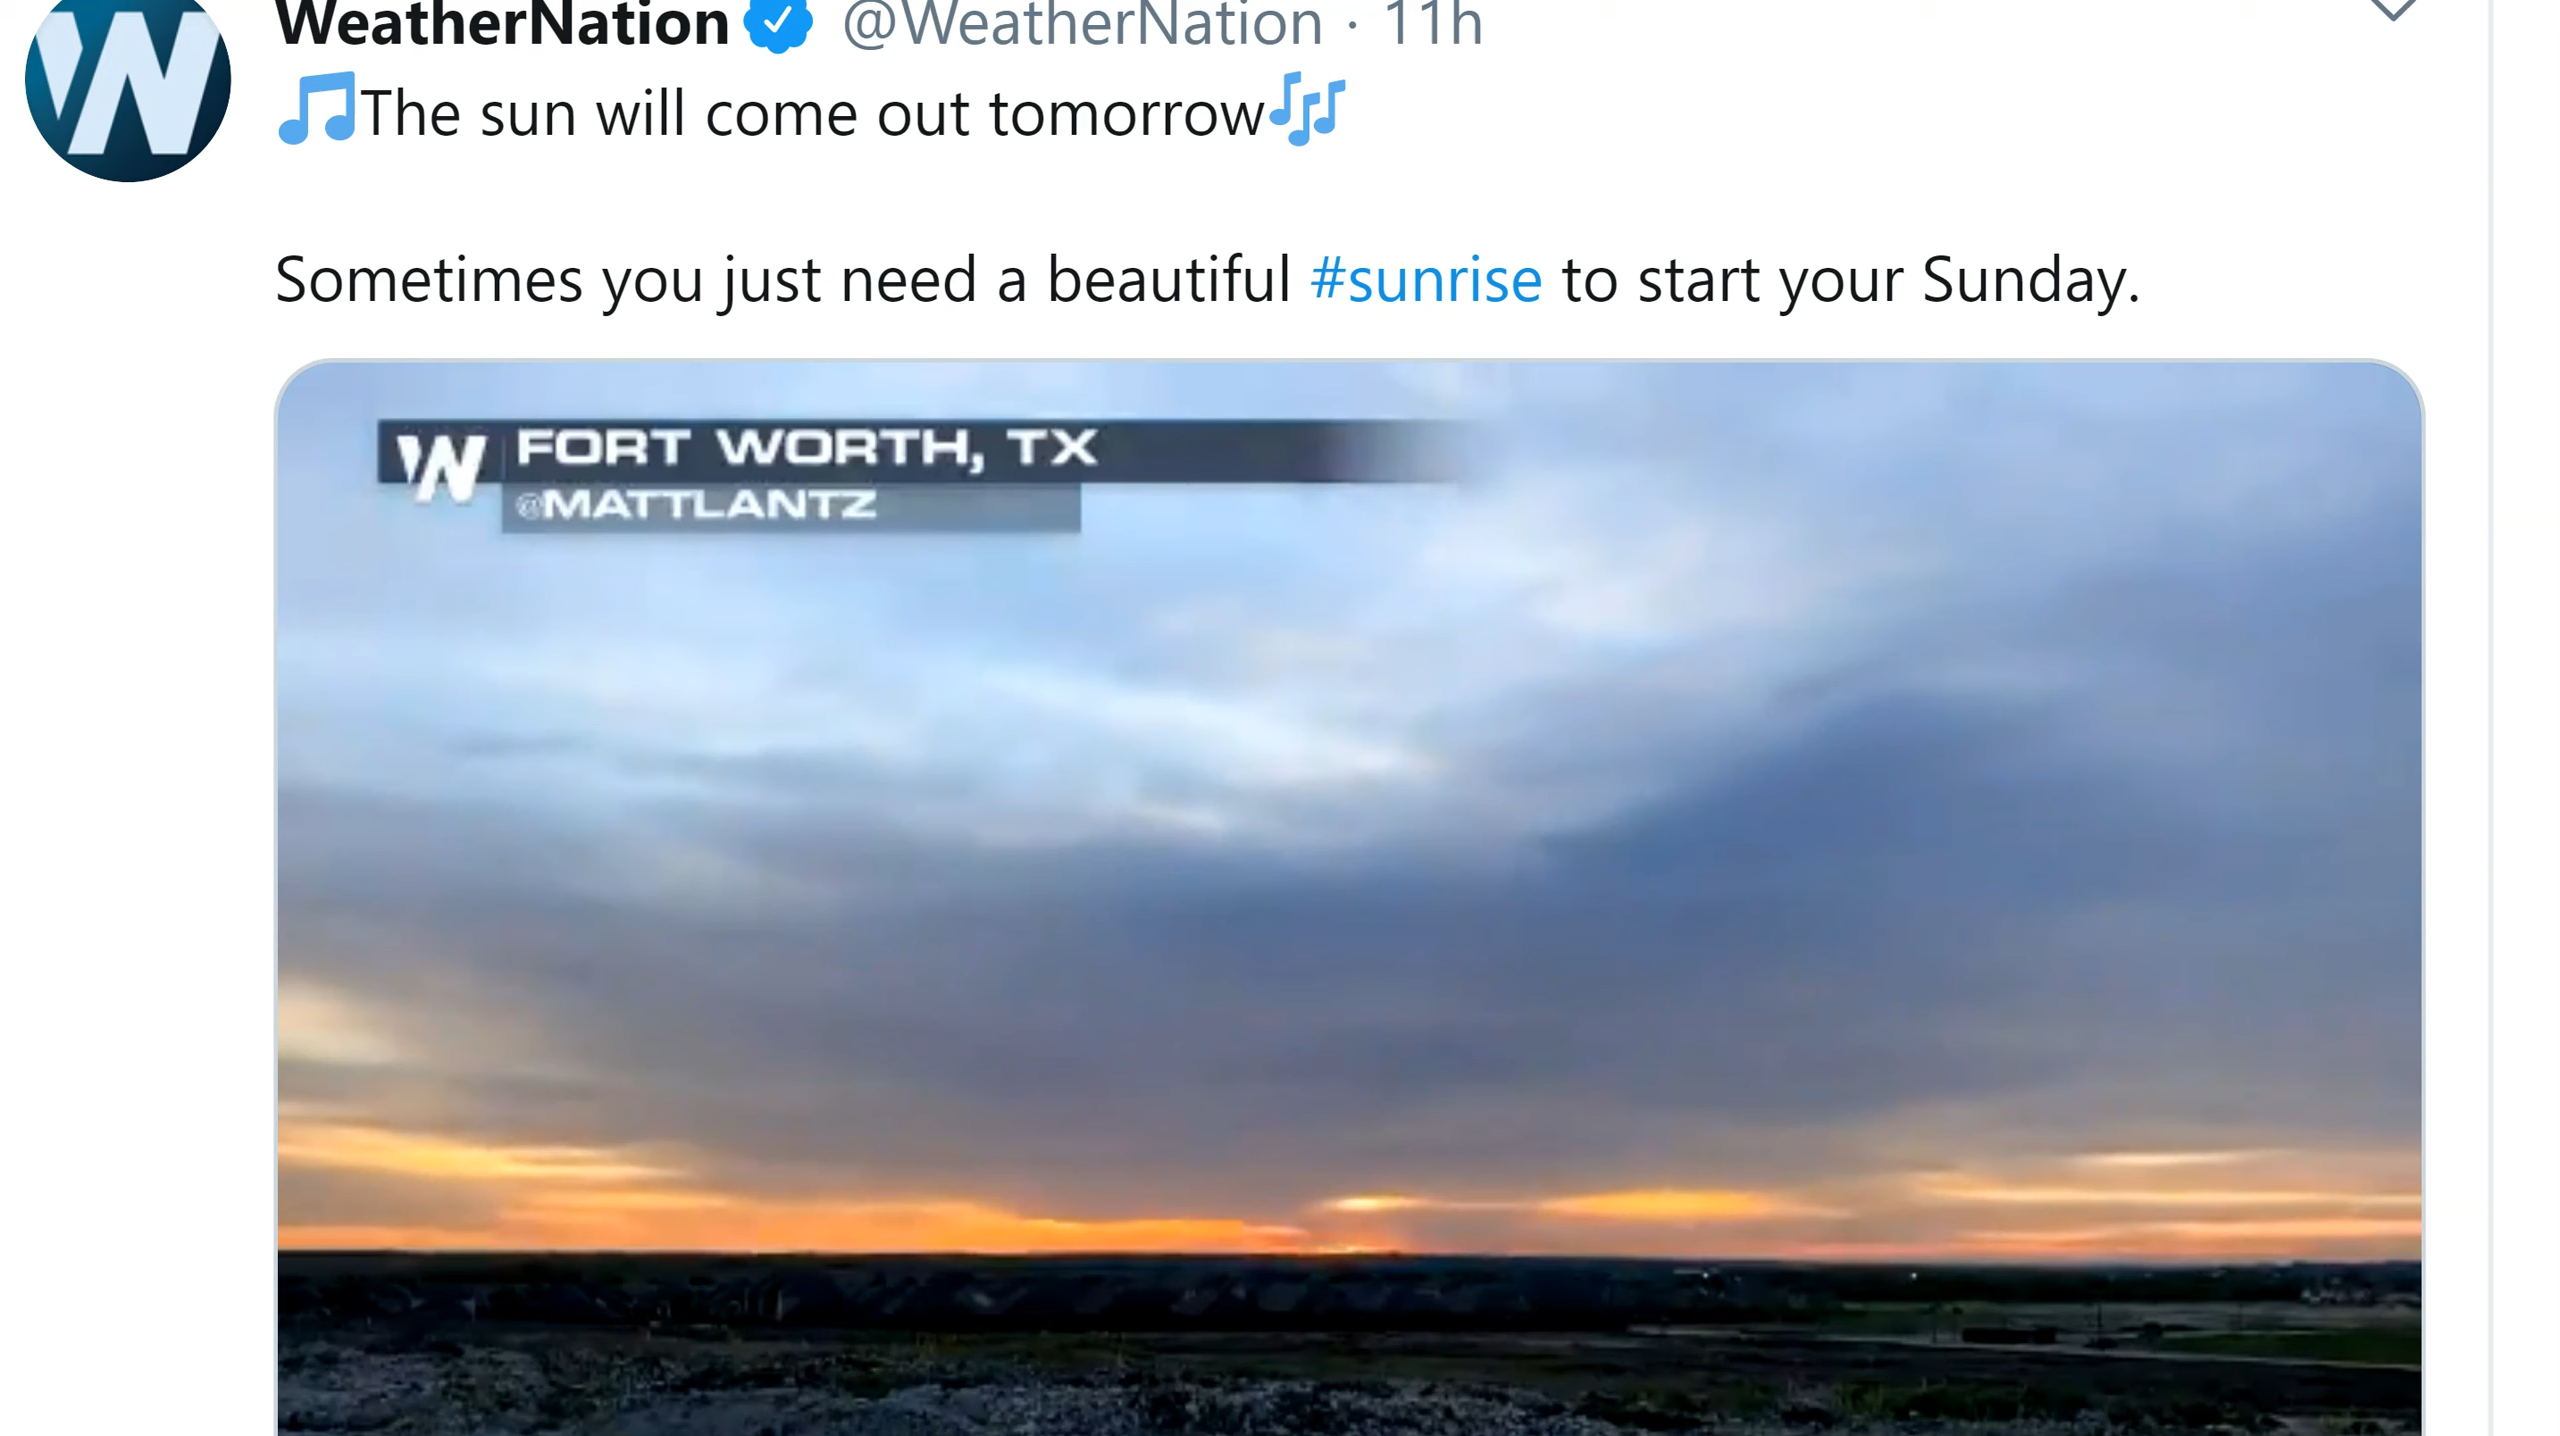 WeatherNation @WeatherNation · 11h
🎵The sun will come out tomorrow🎶
Sometimes you just need a beautiful #sunrise to start your Sunday.
W FORT WORTH, TX
@MATTLANTZ